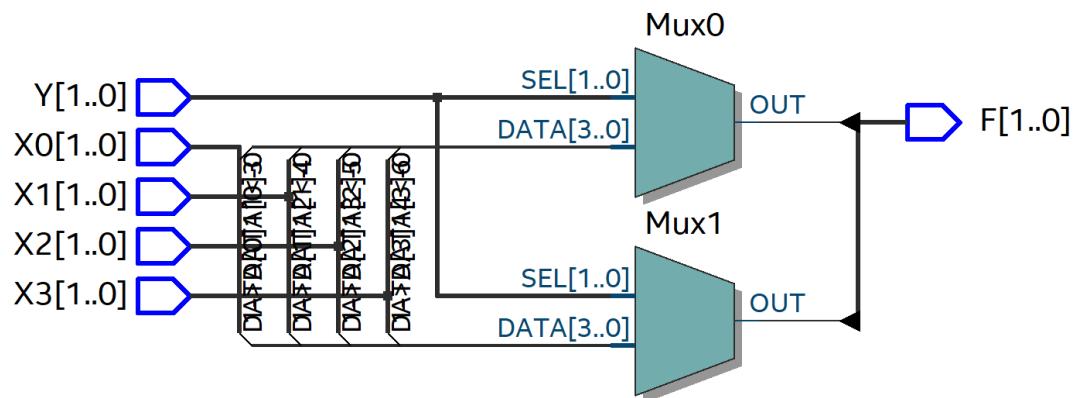 Mux0
Y[1..0]
SEL[1..0]
OUT
F[1..0]
X0[1..0]
DATA[3..0]
X1[1..0]
X2[1..0]
X3[1..0]
Mux1
SEL[1..0]
OUT
DATA[3..0]